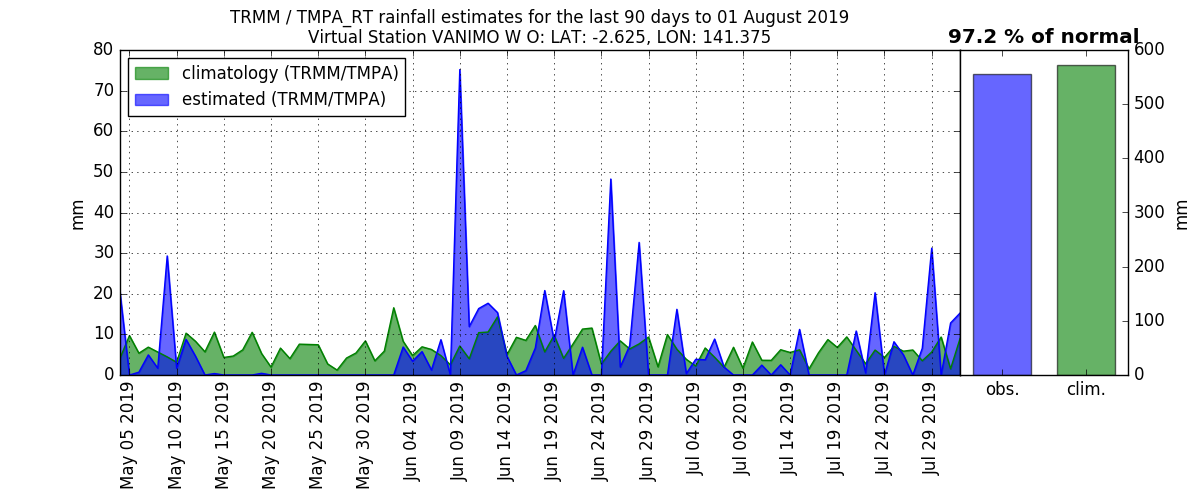 TRMM / TMPA_RT rainfall estimates for the last 90 days to 01 August 2019
Virtual Station VANIMO W O: LAT: -2.625, LON: 141.375
97.2 % of normal
climatology (TRMM/TMPA)
estimated (TRMM/TMPA)
80
70
60
50
40
30
20
10
0
mm
May 05 2019
May 10 2019
May 15 2019
May 20 2019
May 25 2019
May 30 2019
Jun 04 2019
Jun 09 2019
Jun 14 2019
Jun 19 2019
Jun 24 2019
Jun 29 2019
Jul 04 2019
Jul 09 2019
Jul 14 2019
Jul 19 2019
Jul 24 2019
Jul 29 2019
obs.
clim.
600
500
400
300
200
100
0
mm